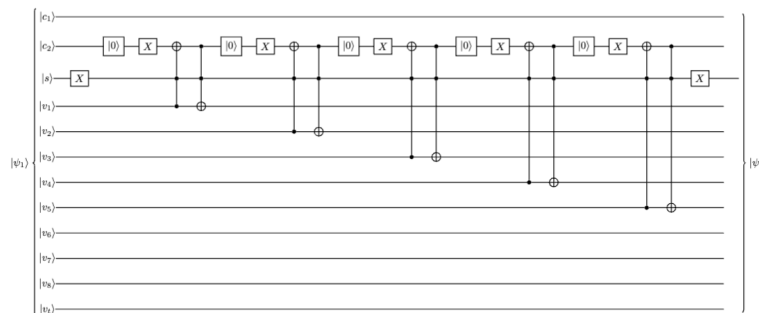 |c₁⟩
|c₂⟩ |0⟩ X |0⟩ X |0⟩ X |0⟩ X |0⟩ X
|s⟩ X X
|v₁⟩
|v₂⟩
|v₃⟩
|ψ₁⟩ |ψ
|v₄⟩
|v₅⟩
|v₆⟩
|v₇⟩
|v₈⟩
|vₜ⟩